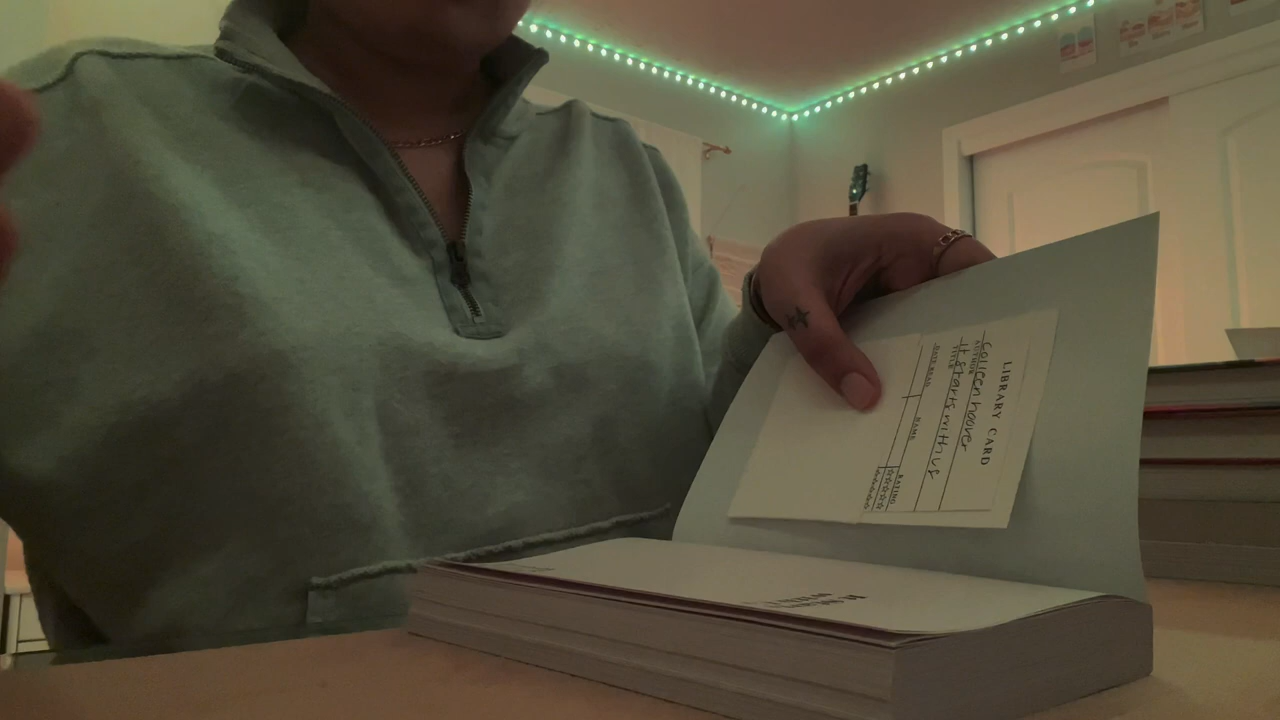 LIBRARY CARD
colleen hoover
AUTHOR
it starts with us
TITLE
DATE READ NAME RATING